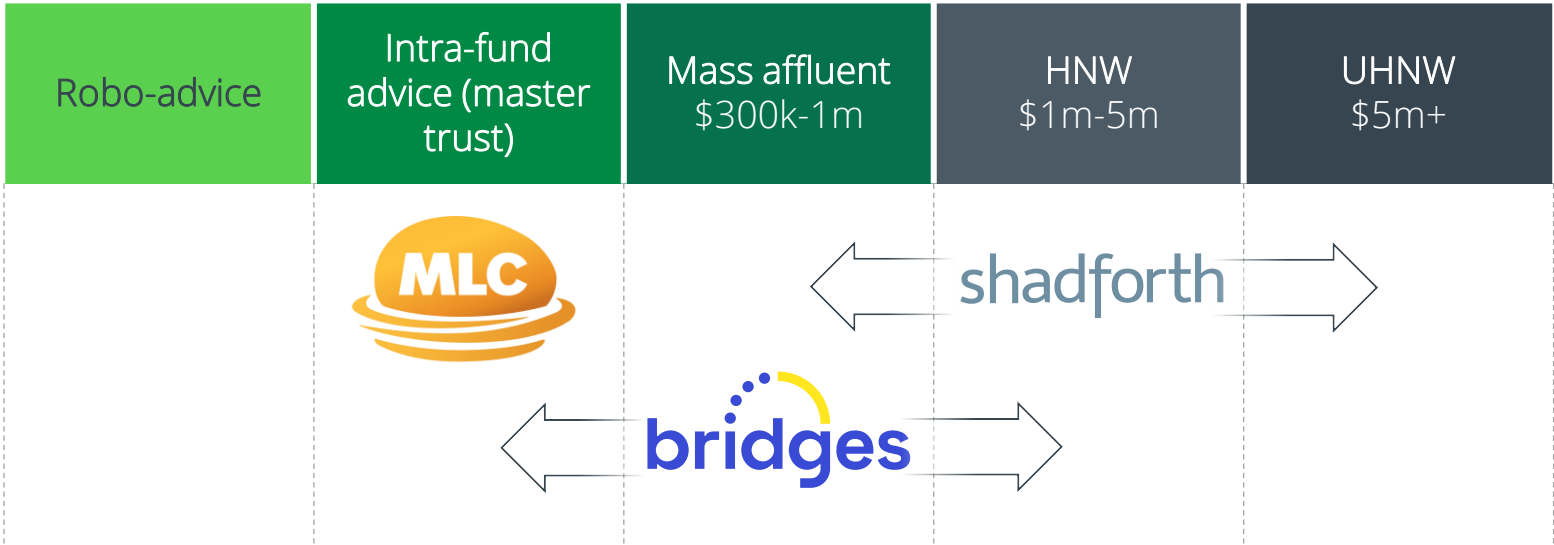 Robo-advice
Intra-fund
advice (master
trust)
Mass affluent
$300k-1m
HNW
$1m-5m
UHNW
$5m+
MLC
shadforth
bridges